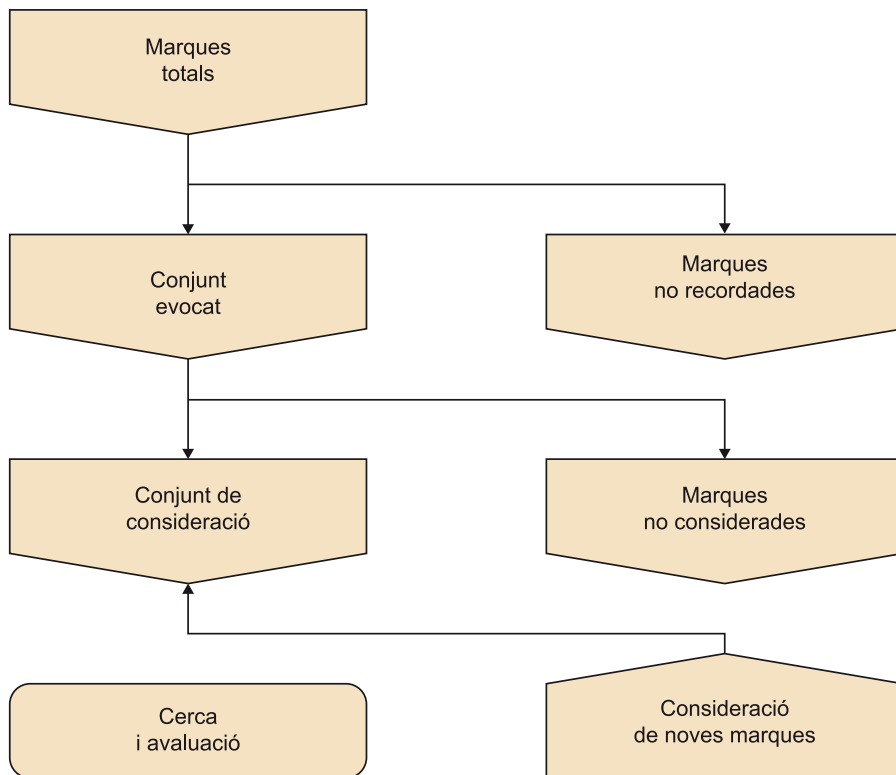 Marques
totals
Conjunt
evocat
Marques
no recordades
Conjunt de
consideració
Marques
no considerades
Cerca
i avaluació
Consideració
de noves marques